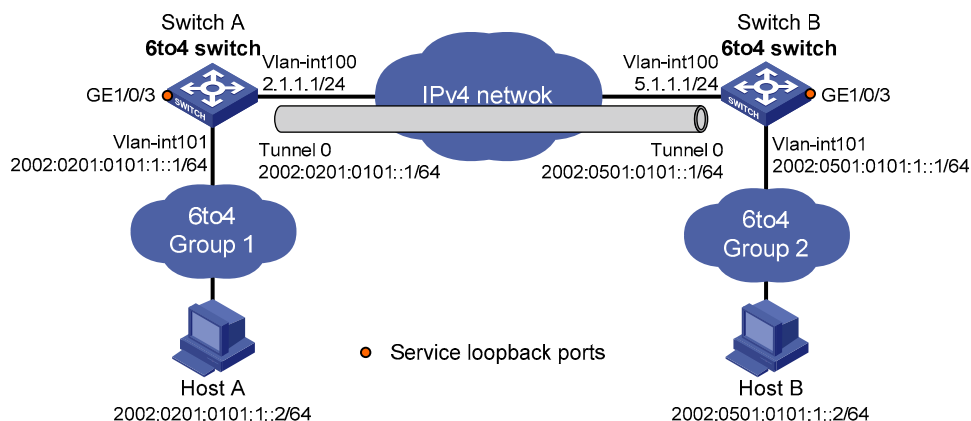 Switch A
6to4 switch
Switch B
6to4 switch
Vlan-int100
2.1.1.1/24
Vlan-int100
5.1.1.1/24
IPv4 netwok
GE1/0/3
SWITCH
SWITCH
GE1/0/3
Vlan-int101
2002:0201:0101:1::1/64
Tunnel 0
2002:0201:0101::1/64
Tunnel 0
2002:0501:0101::1/64
Vlan-int101
2002:0501:0101:1::1/64
6to4
Group 1
6to4
Group 2
Service loopback ports
Host A
2002:0201:0101:1::2/64
Host B
2002:0501:0101:1::2/64